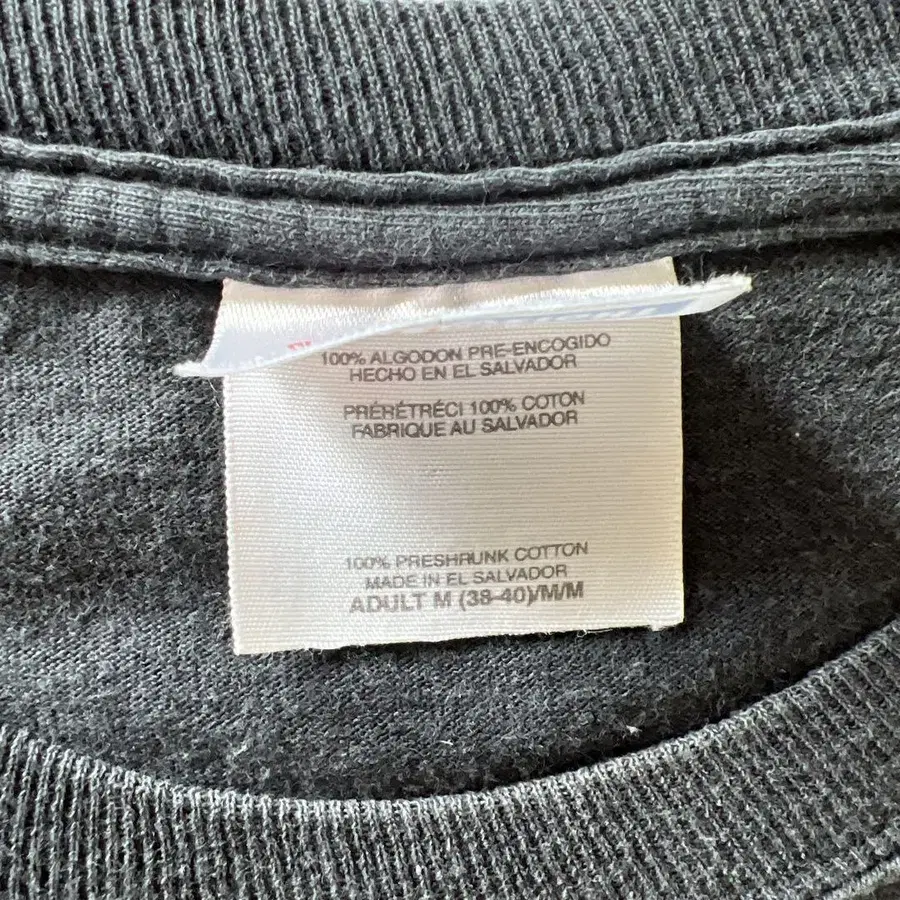 100% ALGODON PRE-ENCOGIDO
HECHO EN EL SALVADOR
PRÉRÉTRÉCI 100% COTON
FABRIQUE AU SALVADOR
100% PRESHRUNK COTTON
MADE IN EL SALVADOR
ADULT M (38-40)/M/M